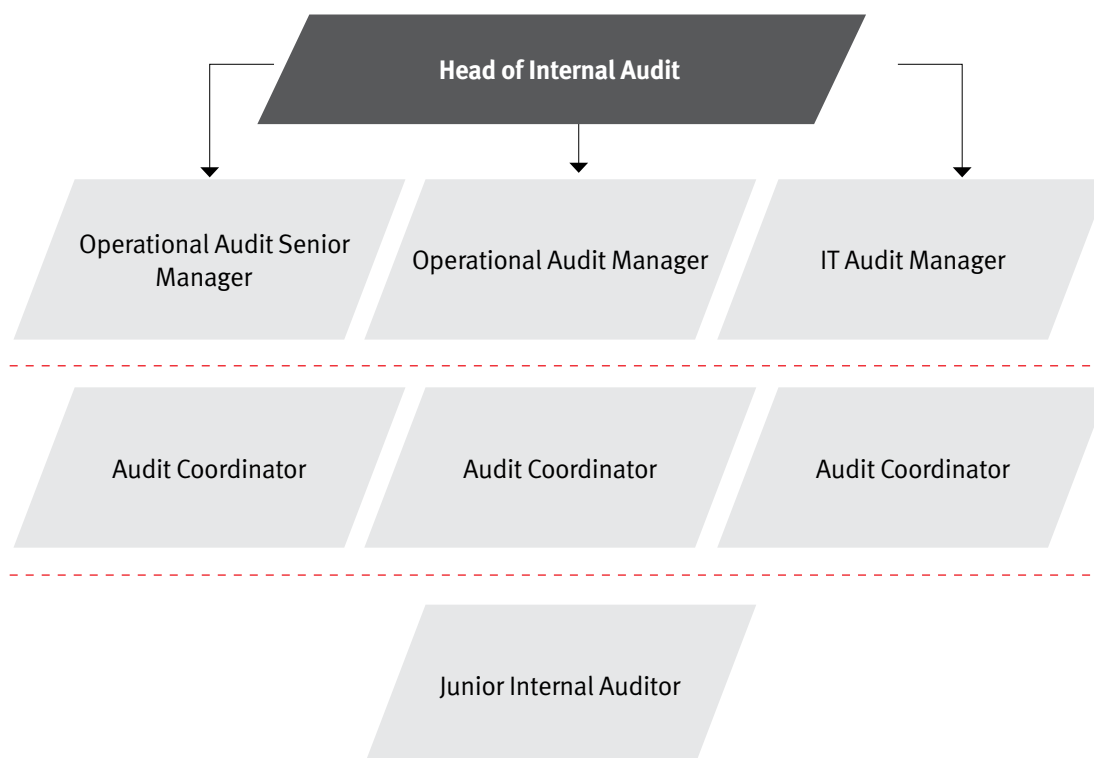 Head of Internal Audit
Operational Audit Senior
Manager
Operational Audit Manager
IT Audit Manager
Audit Coordinator
Audit Coordinator
Audit Coordinator
Junior Internal Auditor